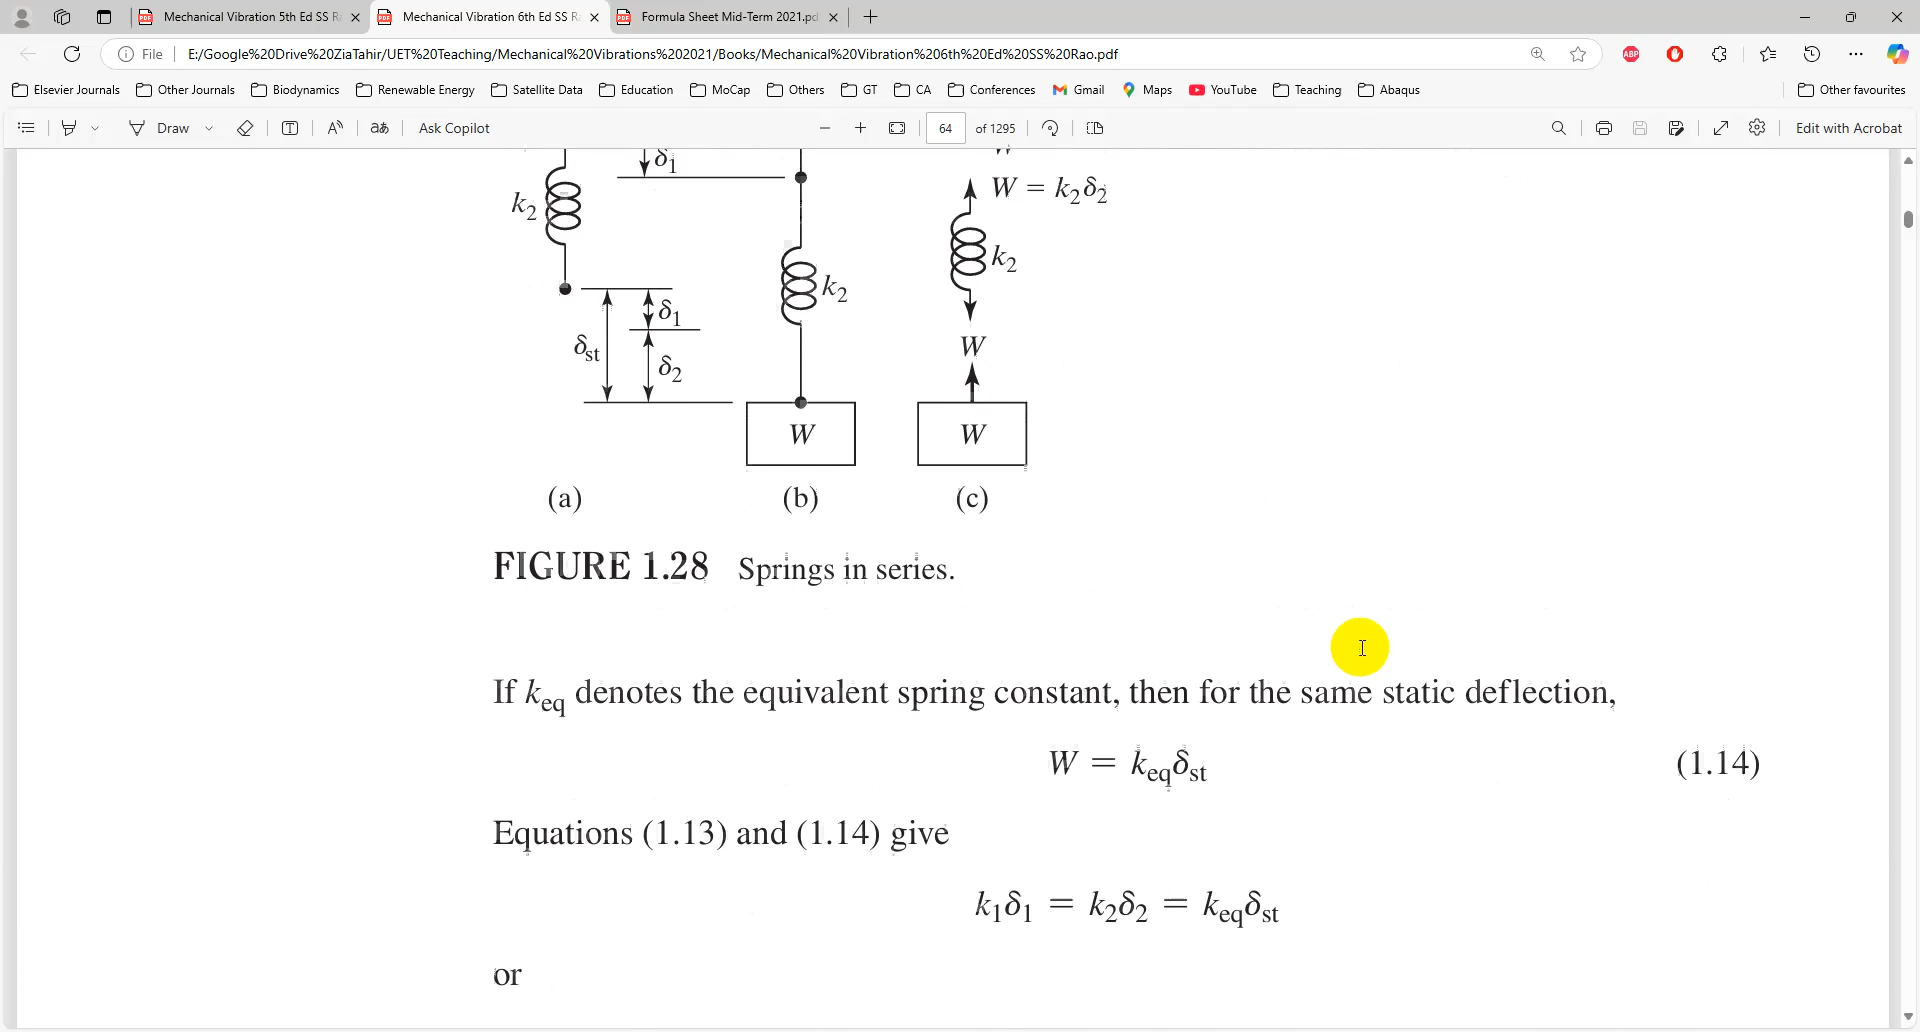 Mechanical Vibration 5th Ed SS R
Mechanical Vibration 6th Ed SS R
Formula Sheet Mid-Term 2021.pd
File
E:/Google%20Drive%20ZiaTahir/UET%20Teaching/Mechanical%20Vibrations%202021/Books/Mechanical%20Vibration%206th%20Ed%20SS%20Rao.pdf
ABP
Elsevier Journals Other Journals Biodynamics Renewable Energy Satellite Data Education MoCap Others GT CA Conferences Gmail Maps YouTube Teaching Abaqus Other favourites
Draw
Ask Copilot
64 of 1295
Edit with Acrobat
δ1
W = k2δ2
k2
k2
k2
δ1
δst
δ2
W
W
W
(a) (b) (c)
FIGURE 1.28 Springs in series.
If keq denotes the equivalent spring constant, then for the same static deflection,
W = keqδst (1.14)
Equations (1.13) and (1.14) give
k1δ1 = k2δ2 = keqδst
or